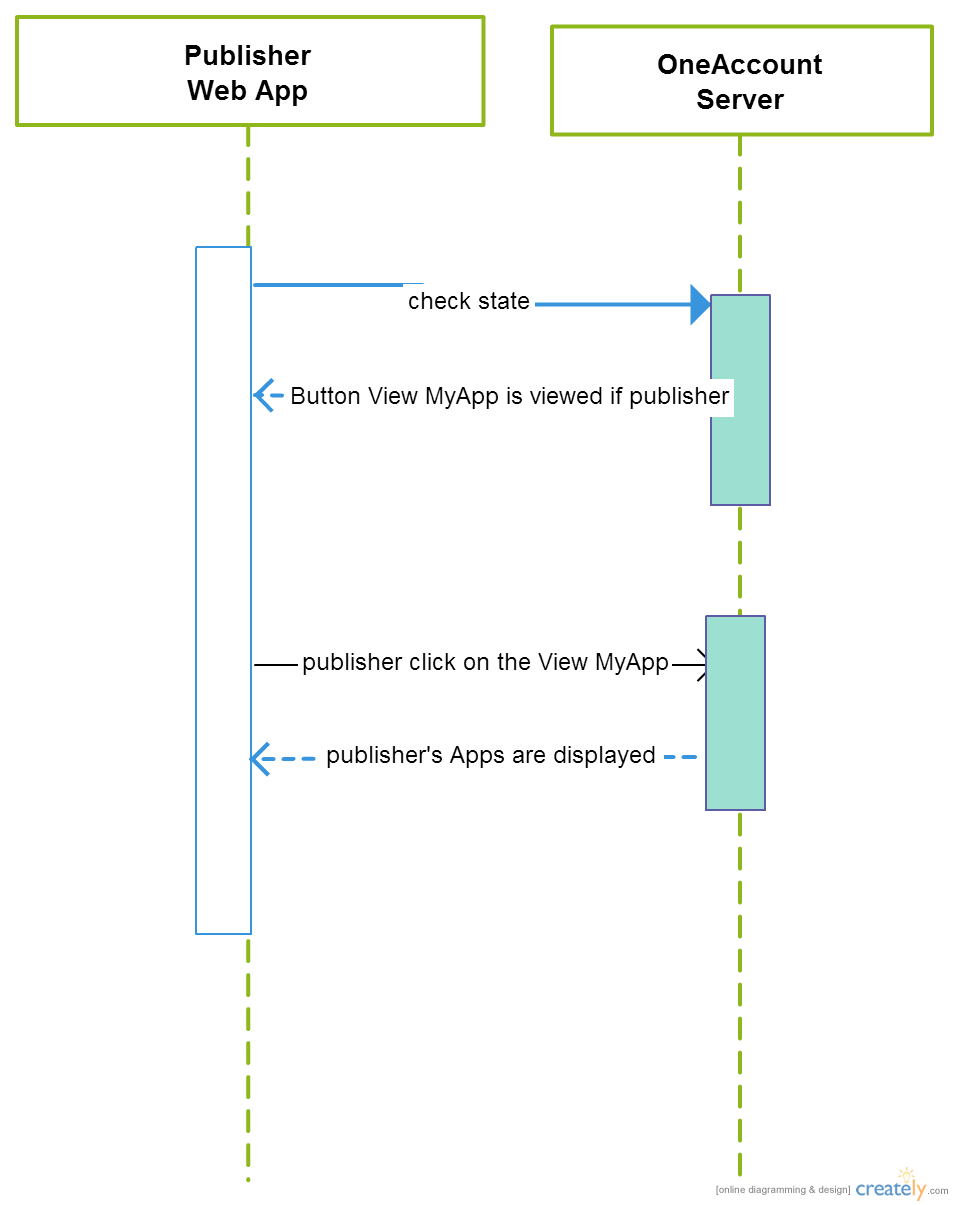 Publisher
Web App
OneAccount
Server
check state
Button View MyApp is viewed if publisher
publisher click on the View MyApp
publisher's Apps are displayed
[online diagramming & design] creately.com